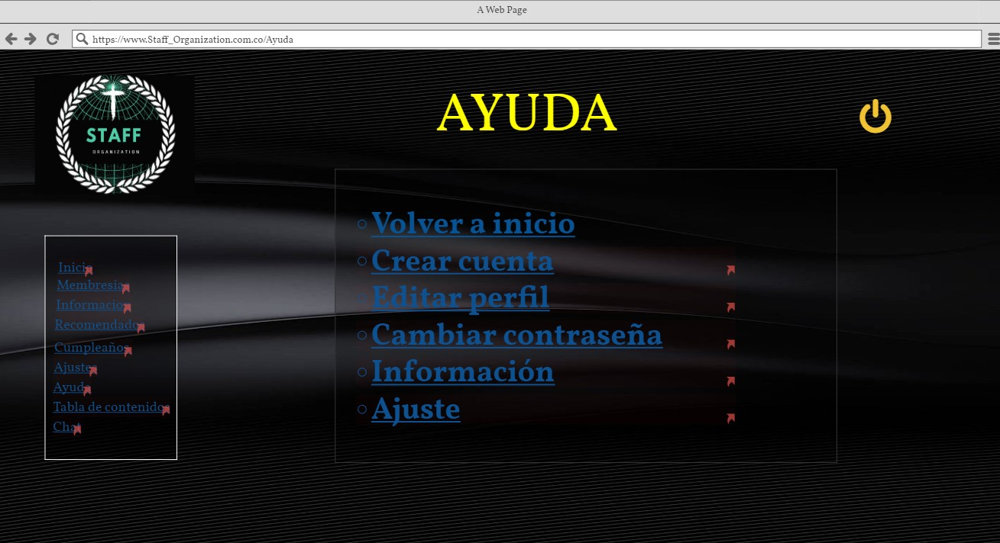 A Web Page
https://www.Staff_Organization.com.co/Ayuda
STAFF
ORGANIZATION
AYUDA
Inicio
Membresia
Informacio
Recomendados
Cumpleaños
Ajustes
Ayuda
Tabla de contenidos
Chat
Volver a inicio
Crear cuenta
Editar perfil
Cambiar contraseña
Información
Ajuste